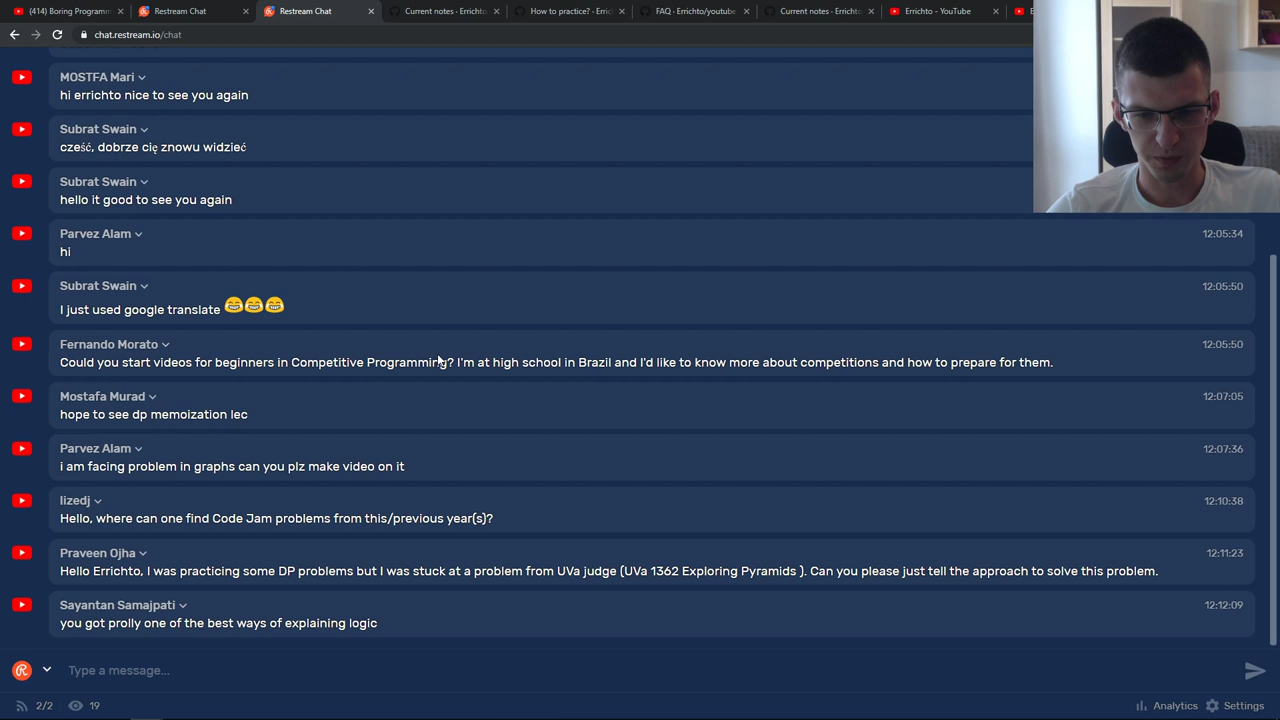 (414) Boring Programm
Restream Chat
Restream Chat
Current notes - Errichto
How to practice? · Erric
FAQ - Errichto/youtube
Current notes - Errichto
Errichto - YouTube
chat.restream.io/chat
MOSTFA Mari
hi errichto nice to see you again
Subrat Swain
cześć, dobrze cię znowu widzieć
Subrat Swain
hello it good to see you again
Parvez Alam
12:05:34
hi
Subrat Swain
12:05:50
I just used google translate 😂😂😂
Fernando Morato
12:05:50
Could you start videos for beginners in Competitive Programming? I'm at high school in Brazil and I'd like to know more about competitions and how to prepare for them.
Mostafa Murad
12:07:05
hope to see dp memoization lec
Parvez Alam
12:07:36
i am facing problem in graphs can you plz make video on it
lizedj
12:10:38
Hello, where can one find Code Jam problems from this/previous year(s)?
Praveen Ojha
12:11:23
Hello Errichto, I was practicing some DP problems but I was stuck at a problem from UVa judge (UVa 1362 Exploring Pyramids ). Can you please just tell the approach to solve this problem.
Sayantan Samajpati
12:12:09
you got prolly one of the best ways of explaining logic
Type a message...
2/2
19
Analytics
Settings